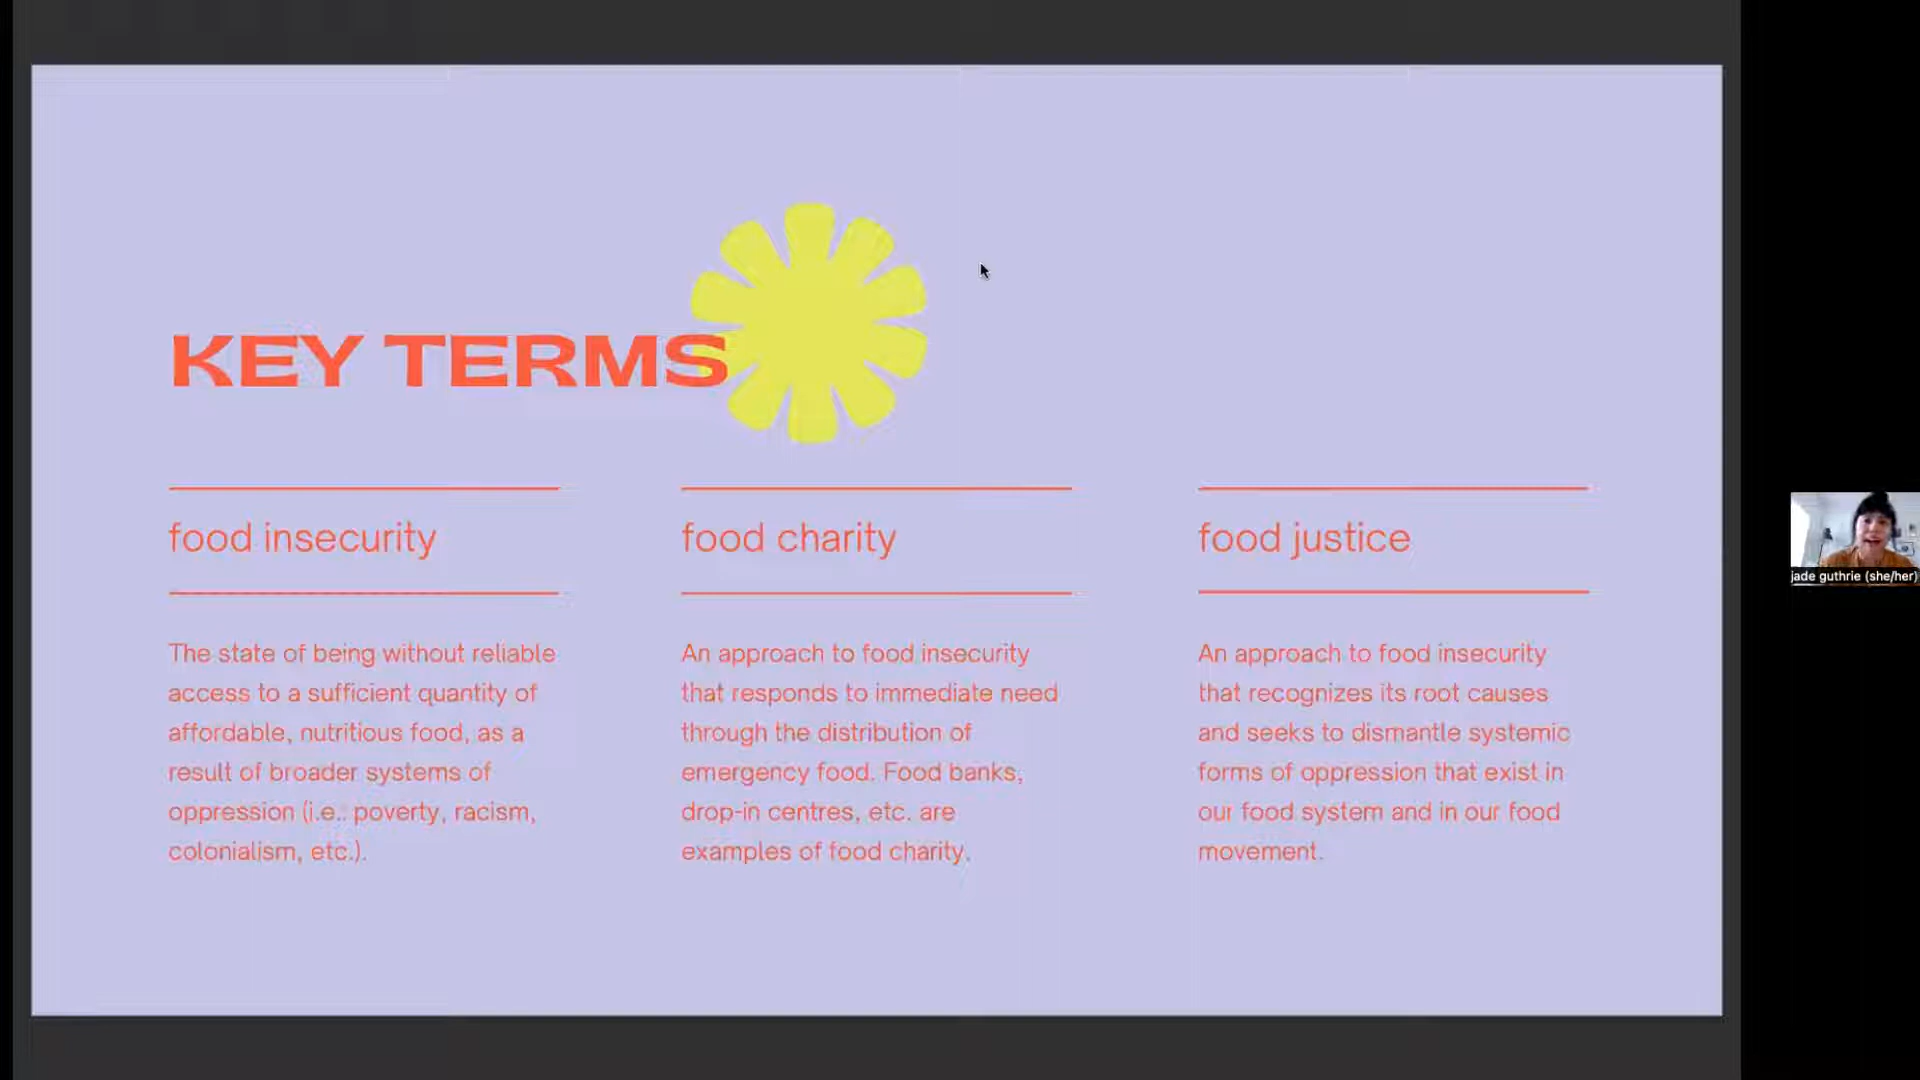 KEY TERMS
food insecurity
The state of being without reliable
access to a sufficient quantity of
affordable, nutritious food, as a
result of broader systems of
oppression (i.e.: poverty, racism,
colonialism, etc.).
food charity
An approach to food insecurity
that responds to immediate need
through the distribution of
emergency food. Food banks,
drop-in centres, etc. are
examples of food charity.
food justice
An approach to food insecurity
that recognizes its root causes
and seeks to dismantle systemic
forms of oppression that exist in
our food system and in our food
movement.
jade guthrie (she/her)